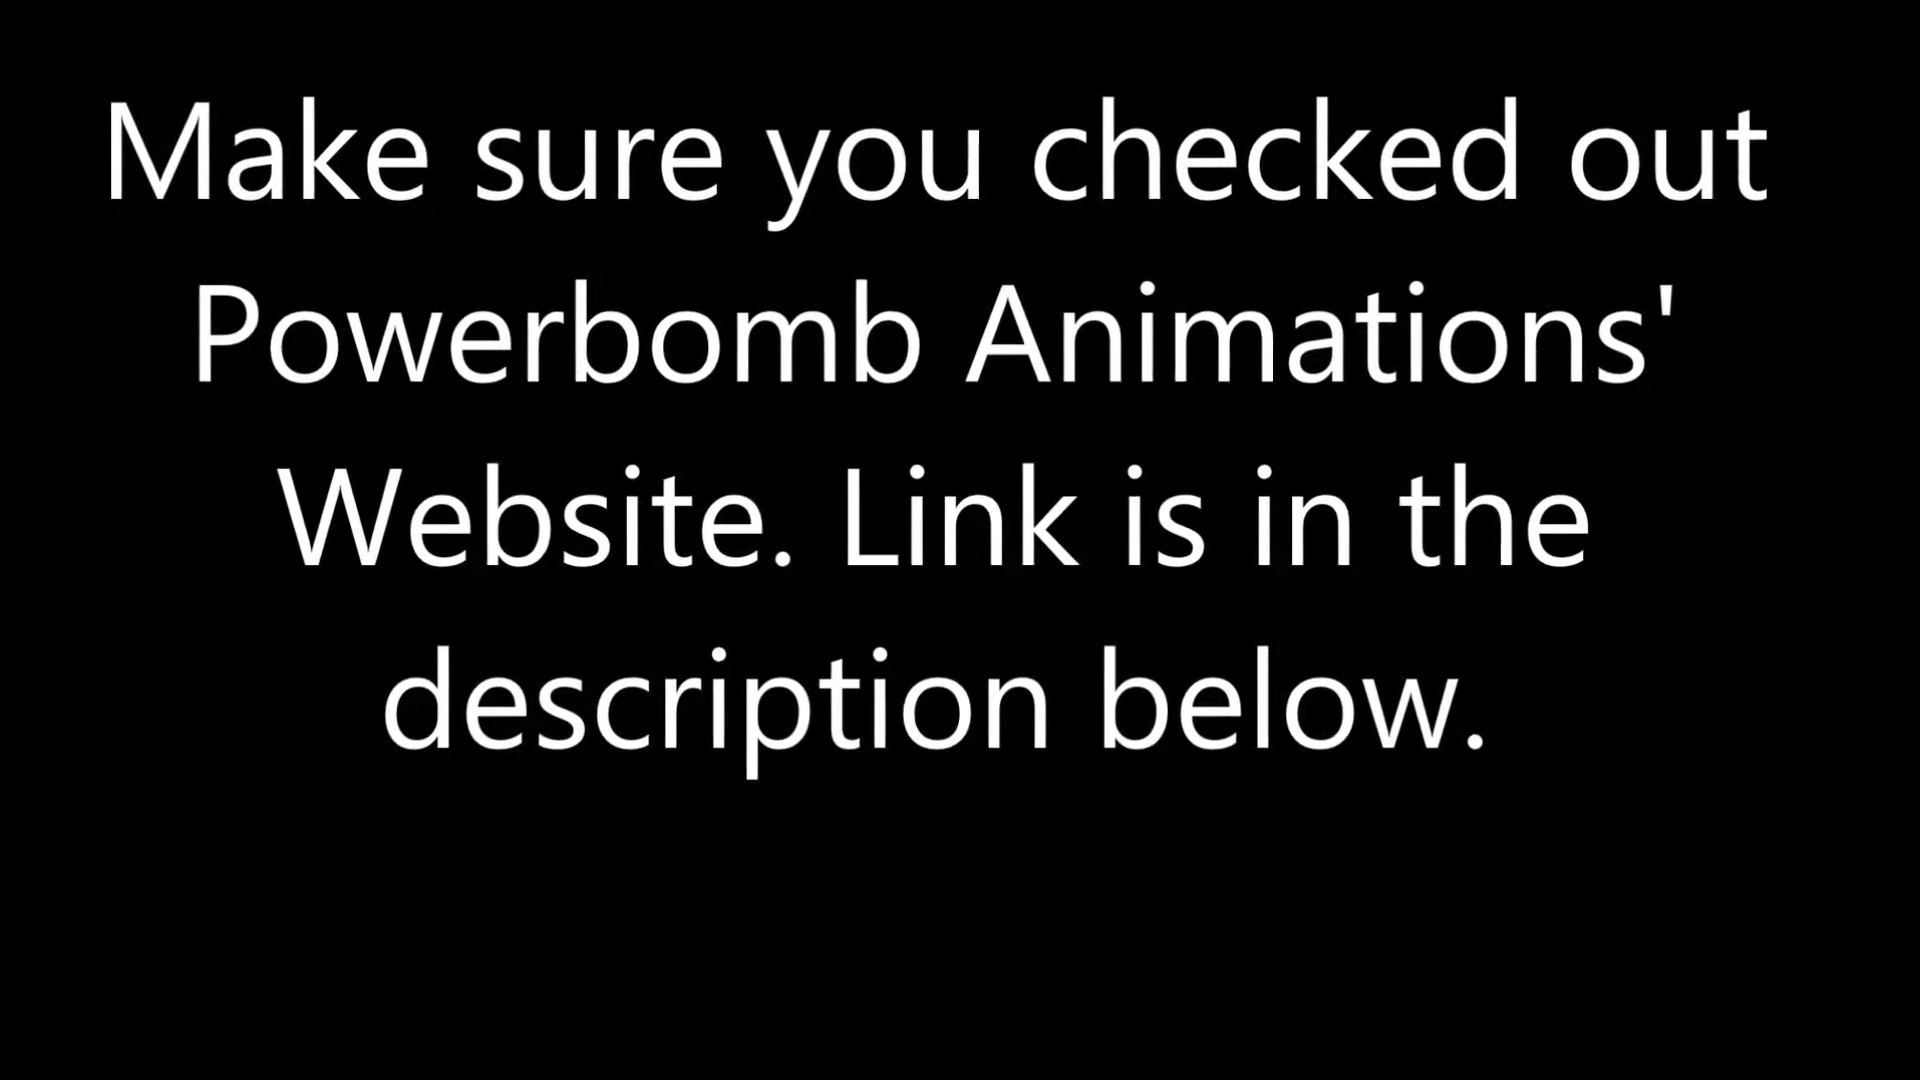 Make sure you checked out
Powerbomb Animations'
Website. Link is in the
description below.